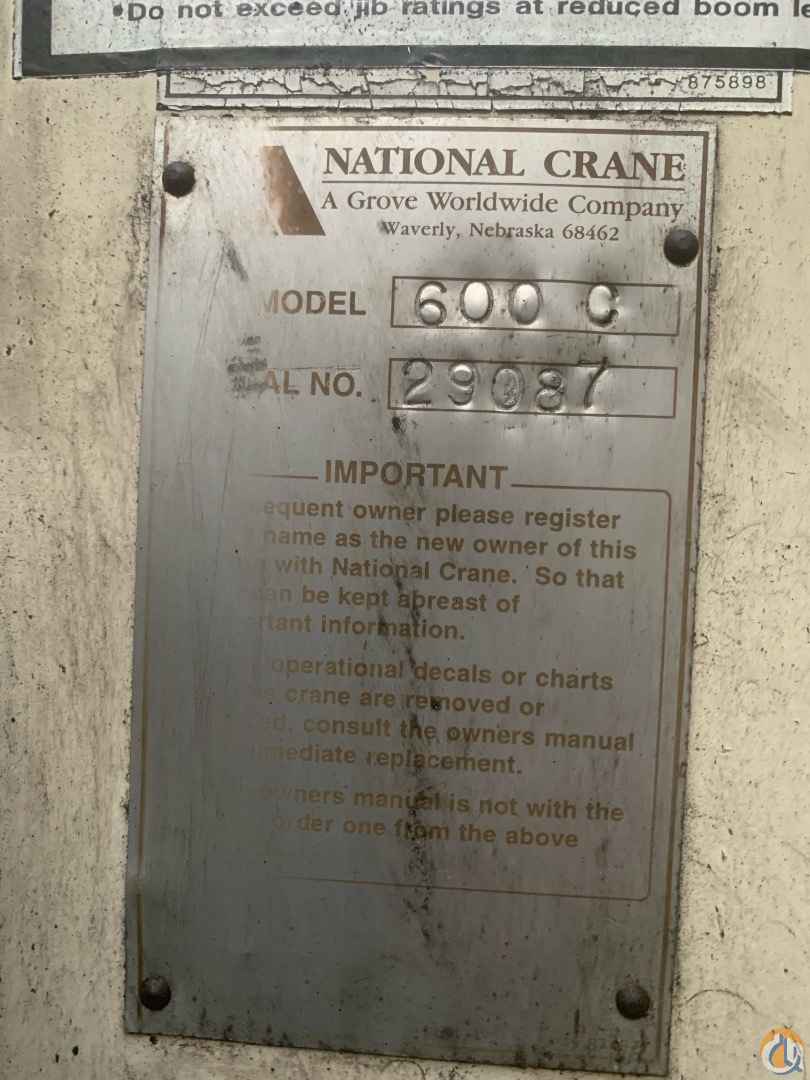 •Do not exceed jib ratings at reduced boom le
875898
NATIONAL CRANE
A Grove Worldwide Company
Waverly, Nebraska 68462
MODEL 600 C
AL NO. 29087
IMPORTANT
equent owner please register
name as the new owner of this
with National Crane. So that
an be kept abreast of
rtant information.
operational decals or charts
s crane are removed or
ed, consult the owners manual
mediate replacement.
owners manual is not with the
order one from the above